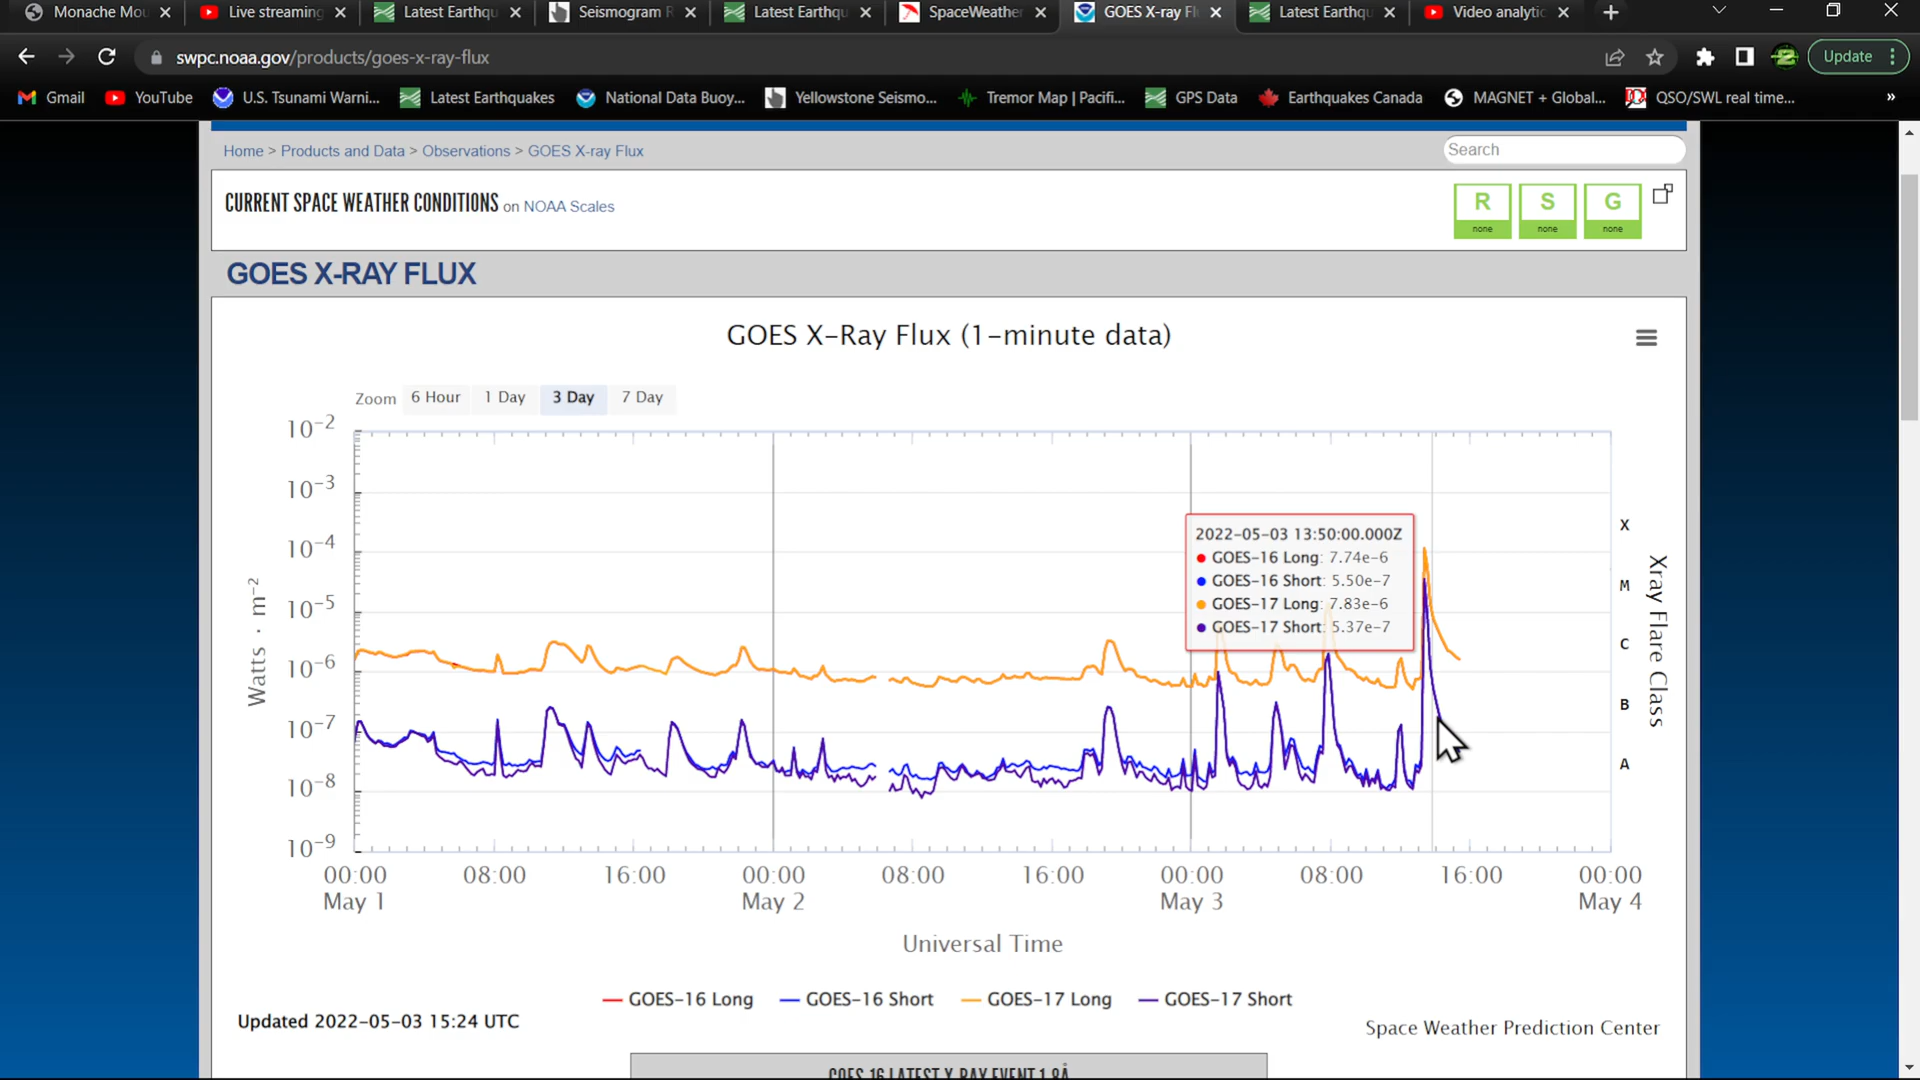 Monache Mou
Live streaming
Latest Earthqu
Seismogram R
Latest Earthqu
SpaceWeather
GOES X-ray Fl
Latest Earthqu
Video analytic
swpc.noaa.gov/products/goes-x-ray-flux
Update
Gmail
YouTube
U.S. Tsunami Warni...
Latest Earthquakes
National Data Buoy...
Yellowstone Seismo...
Tremor Map | Pacifi...
GPS Data
Earthquakes Canada
MAGNET + Global...
QSO/SWL real time...
»
Home > Products and Data > Observations > GOES X-ray Flux
Search
CURRENT SPACE WEATHER CONDITIONS on NOAA Scales
R S G
none none none
GOES X-RAY FLUX
GOES X-Ray Flux (1-minute data)
Zoom 6 Hour 1 Day 3 Day 7 Day
10-2
10-3
10-4
10-5
10-6
10-7
10-8
10-9
Watts · m-2
2022-05-03 13:50:00.000Z
GOES-16 Long: 7.74e-6
GOES-16 Short: 5.50e-7
GOES-17 Long: 7.83e-6
GOES-17 Short: 5.37e-7
X
M
C
B
A
Xray Flare Class
00:00 08:00 16:00 00:00 08:00 16:00 00:00 08:00 16:00 00:00
May 1 May 2 May 3 May 4
Universal Time
GOES-16 Long GOES-16 Short GOES-17 Long GOES-17 Short
Updated 2022-05-03 15:24 UTC
Space Weather Prediction Center
GOES 16 LATEST X-RAY EVENT 1-8Å